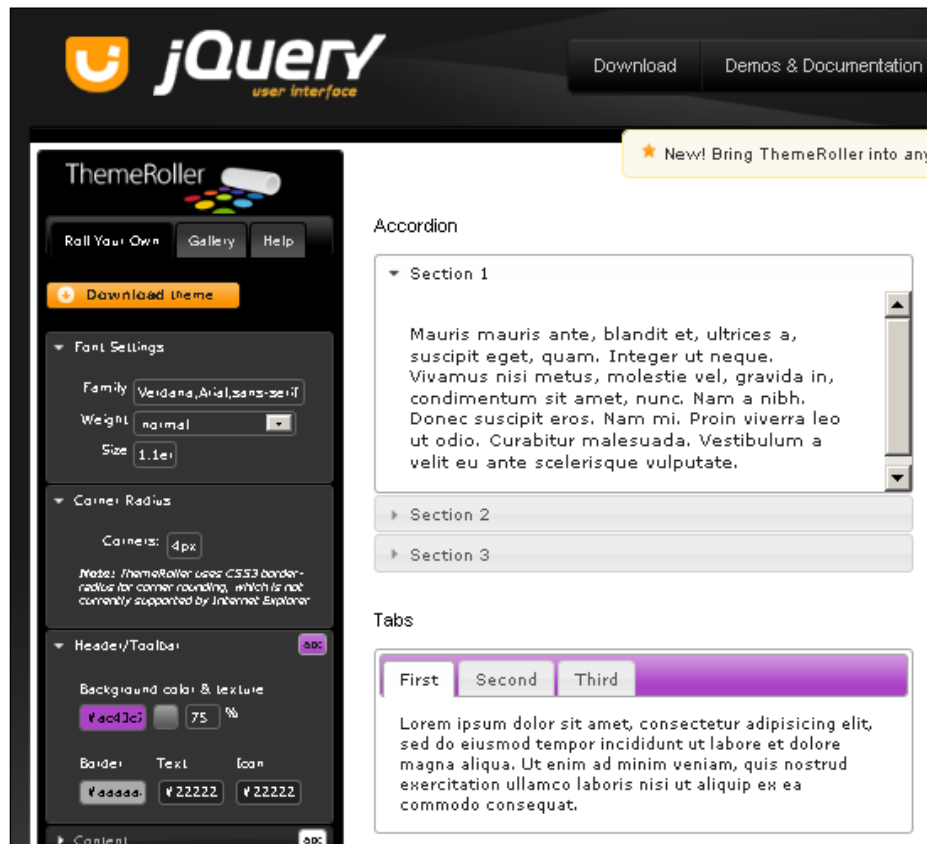 jQuery
user interface
Download Demos & Documentation
New! Bring ThemeRoller into any
ThemeRoller
Roll Your Own Gallery Help
Download theme
Font Settings
Family Verdana,Arial,sans-serif
Weight normal
Size 1.1e
Corner Radius
Corners: 4px
Note: ThemeRoller uses CSS3 border-
radius for corner rounding, which is not
currently supported by Internet Explorer
Header/Toolbar abc
Background color & texture
75 %
Border Text Icon
#aaaaa #22222 #22222
Content abc
Accordion
Section 1
Mauris mauris ante, blandit et, ultrices a,
suscipit eget, quam. Integer ut neque.
Vivamus nisi metus, molestie vel, gravida in,
condimentum sit amet, nunc. Nam a nibh.
Donec suscipit eros. Nam mi. Proin viverra leo
ut odio. Curabitur malesuada. Vestibulum a
velit eu ante scelerisque vulputate.
Section 2
Section 3
Tabs
First Second Third
Lorem ipsum dolor sit amet, consectetur adipisicing elit,
sed do eiusmod tempor incididunt ut labore et dolore
magna aliqua. Ut enim ad minim veniam, quis nostrud
exercitation ullamco laboris nisi ut aliquip ex ea
commodo consequat.